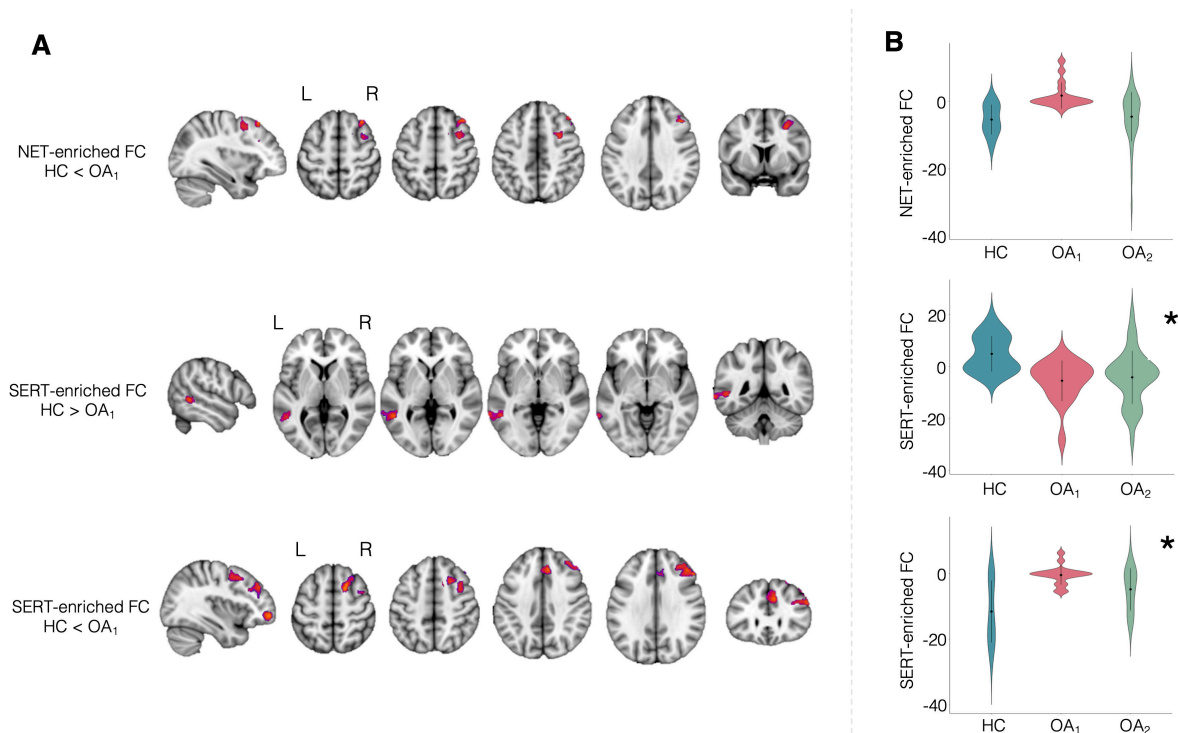 A
L R
NET-enriched FC
HC < OA₁
L R
SERT-enriched FC
HC > OA₁
L R
SERT-enriched FC
HC < OA₁
B
NET-enriched FC
0
-20
-40
HC OA₁ OA₂
SERT-enriched FC
20
0
-20
-40
*
HC OA₁ OA₂
SERT-enriched FC
0
-20
-40
*
HC OA₁ OA₂